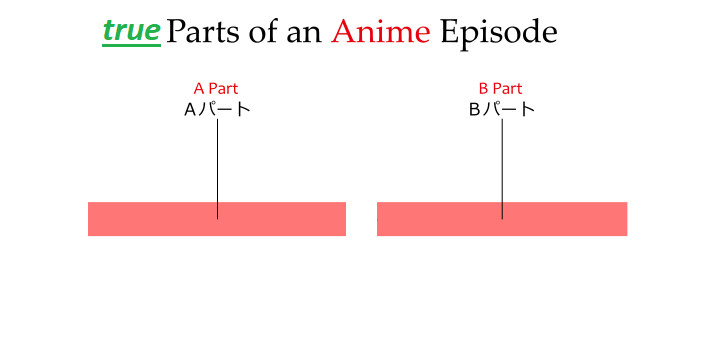 true Parts of an Anime Episode
A Part
Aパート
B Part
Bパート